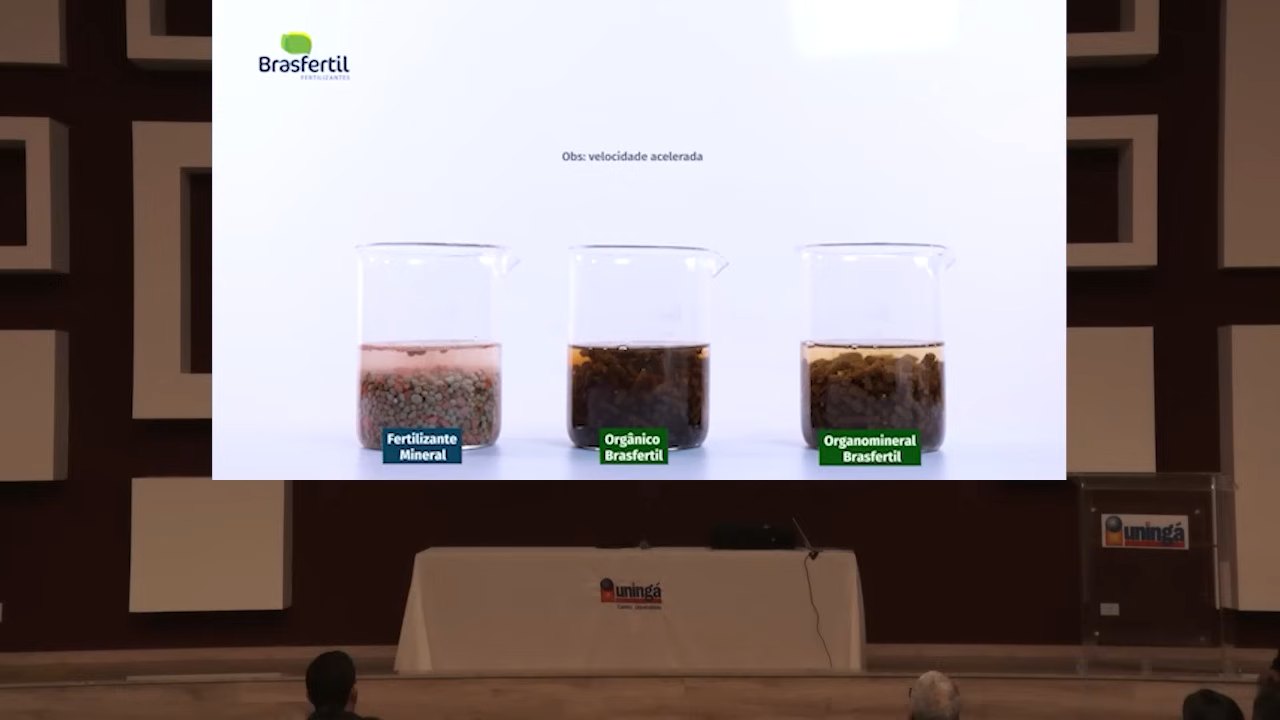 Brasfertil
FERTILIZANTES
Obs: velocidade acelerada
Fertilizante
Mineral
Orgânico
Brasfertil
Organomineral
Brasfertil
uningá
uningá